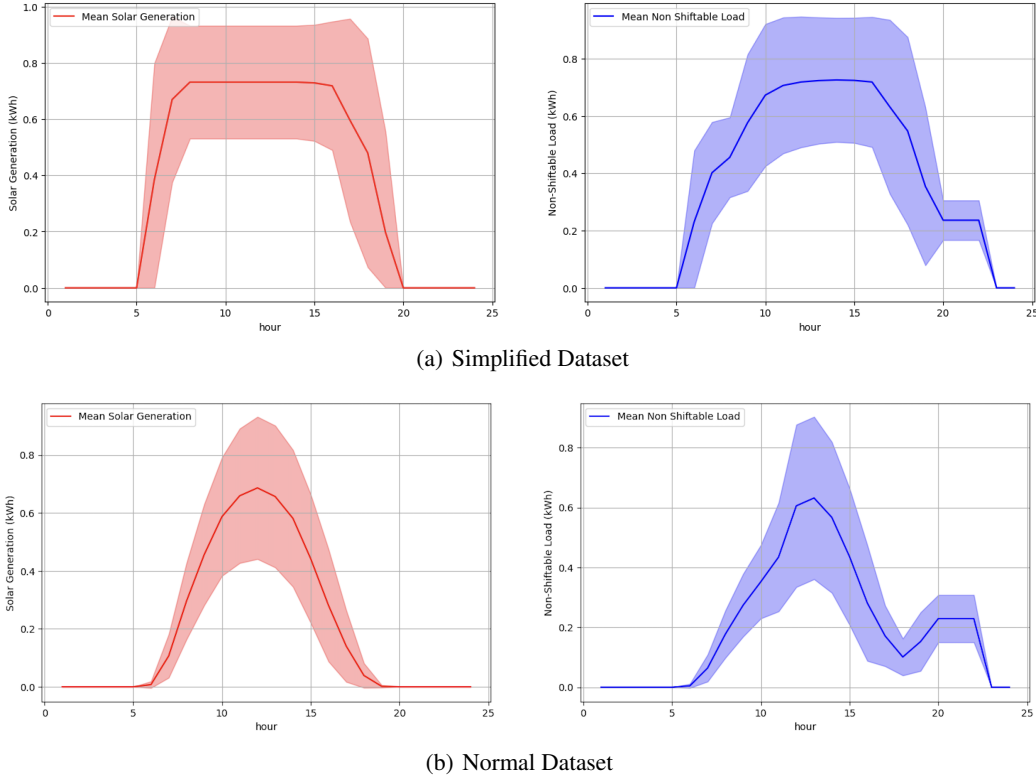 Mean Solar Generation
1.0
0.8
0.6
0.4
0.2
0.0
Solar Generation (kWh)
0 5 10 15 20 25
hour
Mean Non Shiftable Load
0.8
0.6
0.4
0.2
0.0
Non-Shiftable Load (kWh)
0 5 10 15 20 25
hour
(a) Simplified Dataset
Mean Solar Generation
0.8
0.6
0.4
0.2
0.0
Solar Generation (kWh)
0 5 10 15 20 25
hour
Mean Non Shiftable Load
0.8
0.6
0.4
0.2
0.0
Non-Shiftable Load (kWh)
0 5 10 15 20 25
hour
(b) Normal Dataset